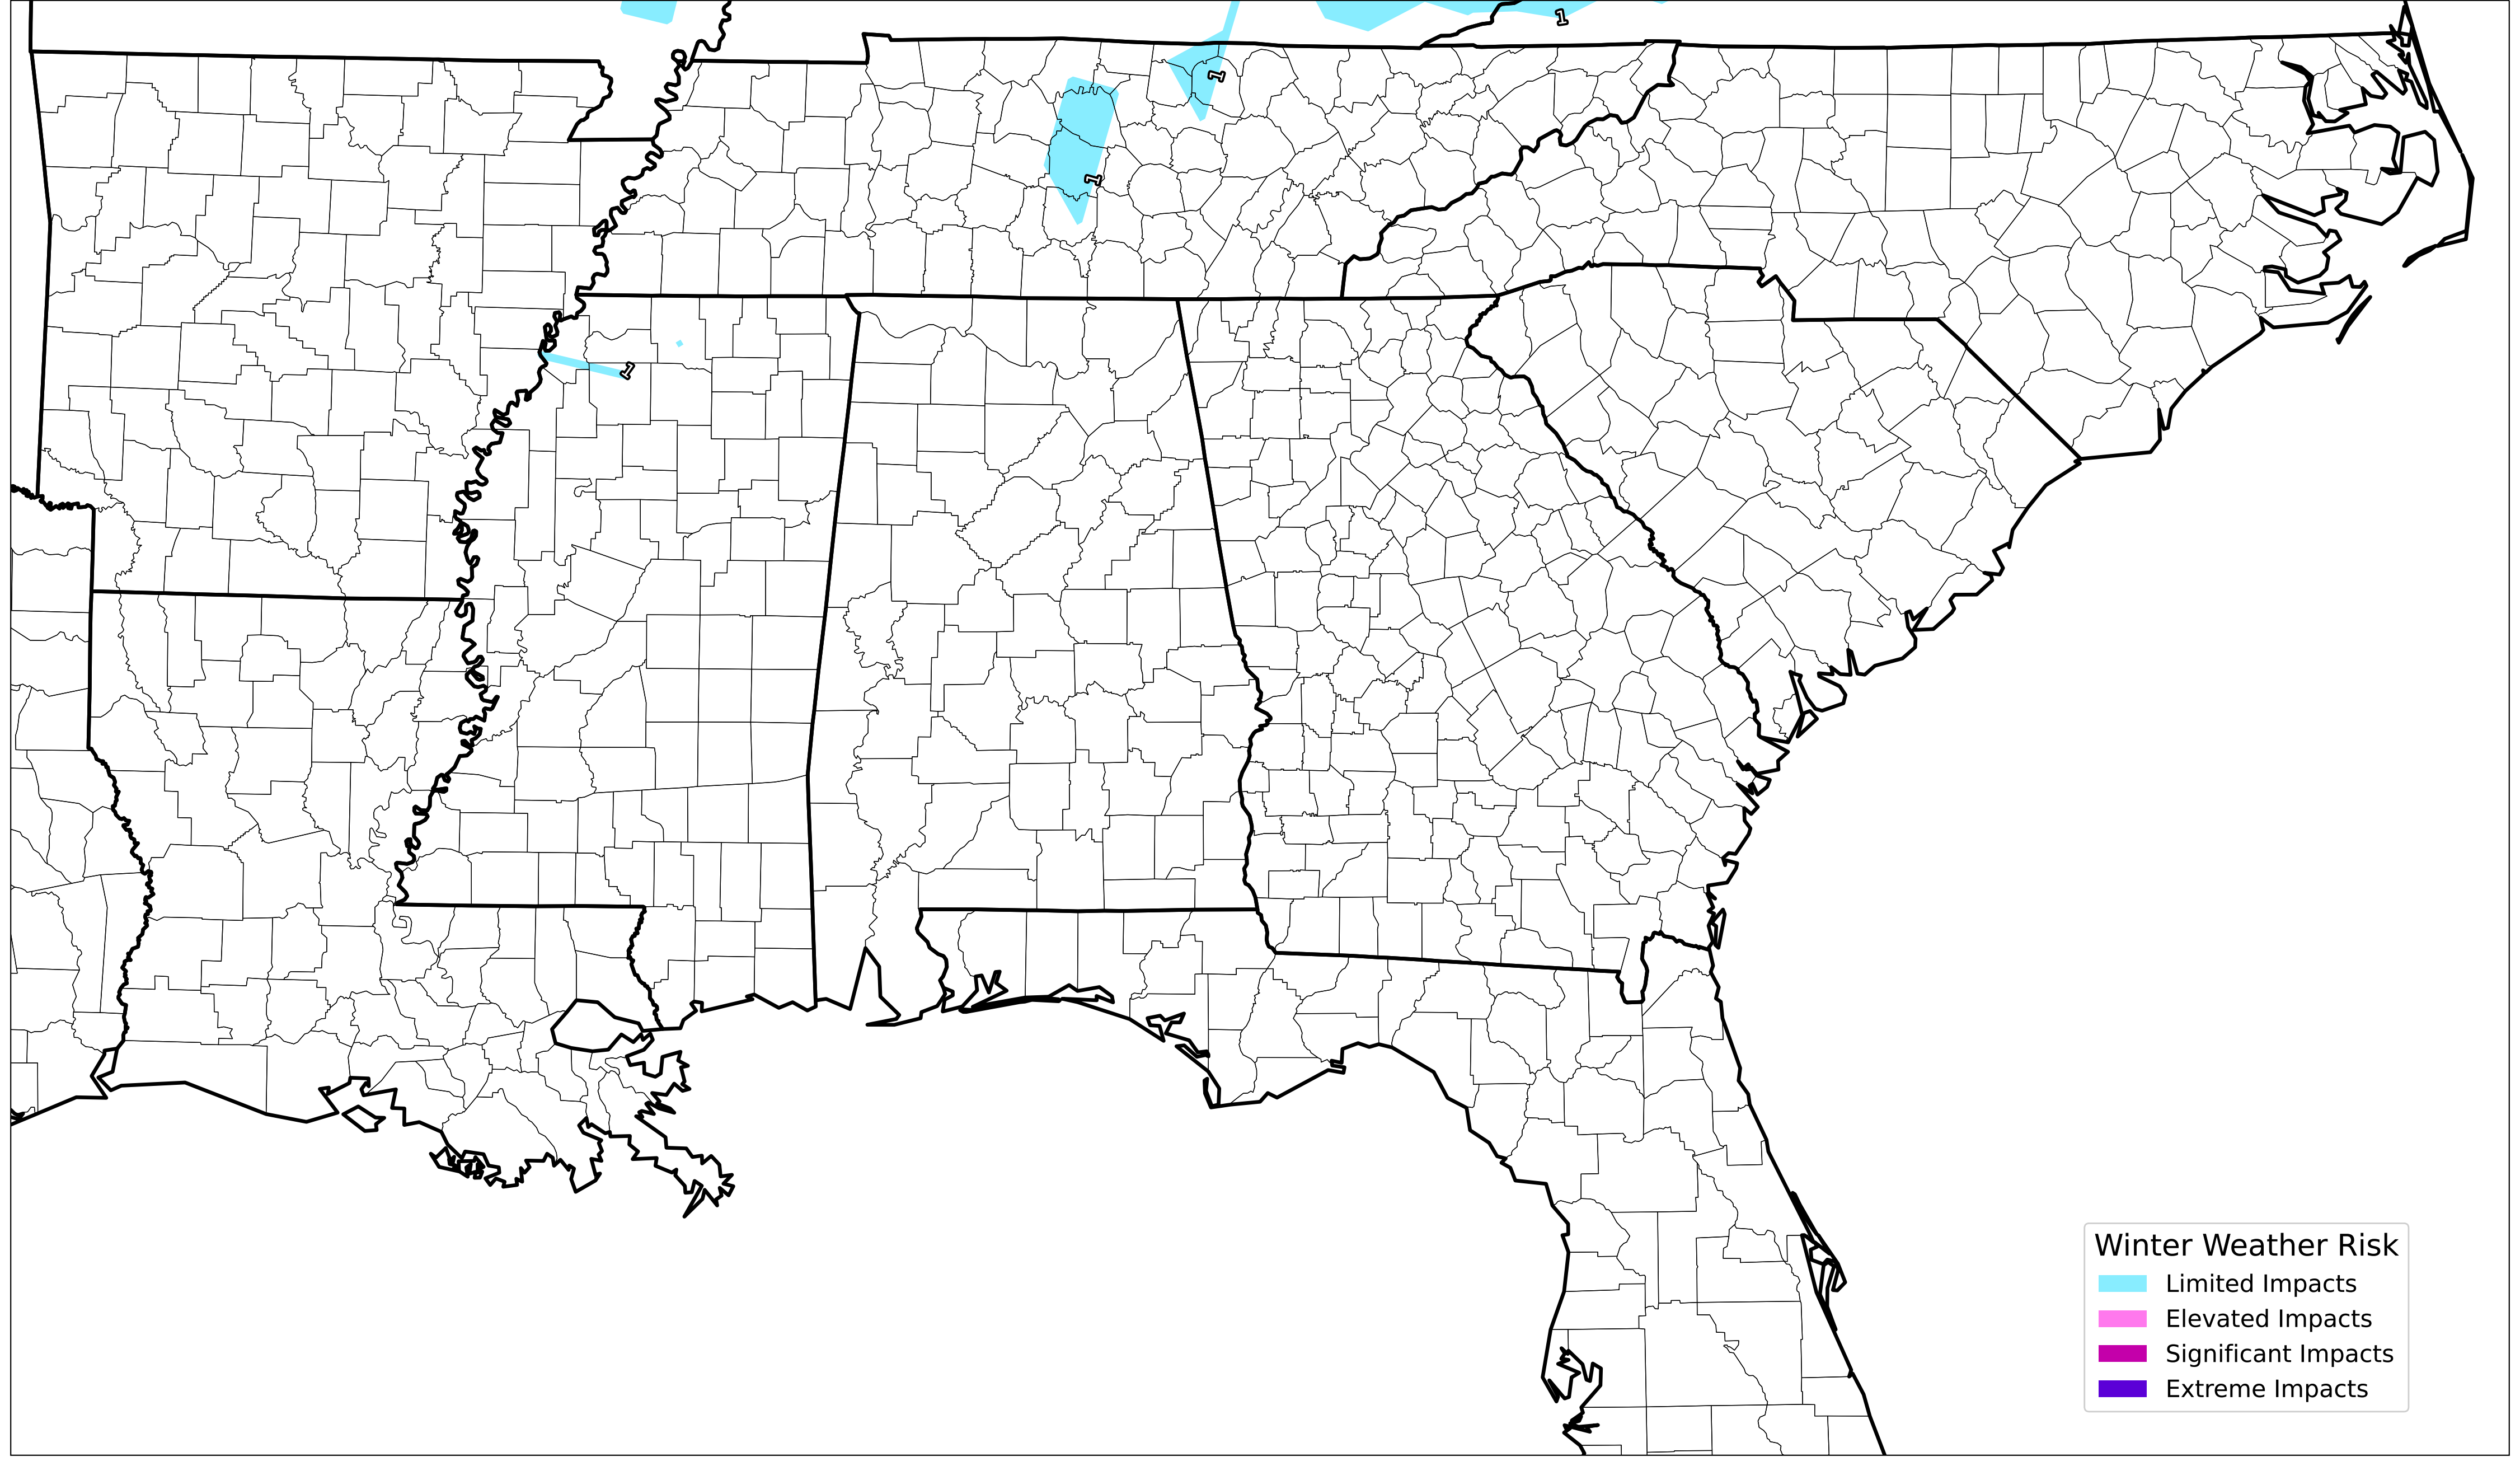 1
1
1
1
Winter Weather Risk
Limited Impacts
Elevated Impacts
Significant Impacts
Extreme Impacts